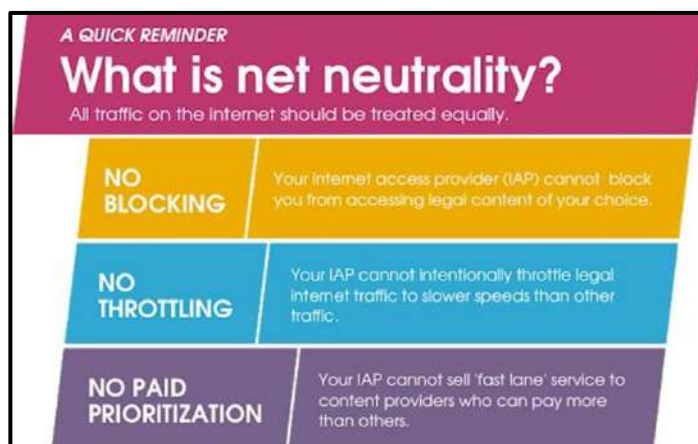 A QUICK REMINDER
What is net neutrality?
All traffic on the internet should be treated equally.
NO
BLOCKING
Your internet access provider (IAP) cannot block
you from accessing legal content of your choice.
NO
THROTTLING
Your IAP cannot intentionally throttle legal
internet traffic to slower speeds than other
traffic.
NO PAID
PRIORITIZATION
Your IAP cannot sell 'fast lane' service to
content providers who can pay more
than others.